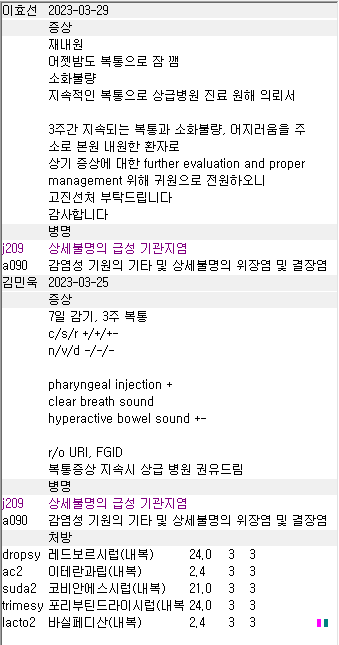 이효선 2023-03-29
증상
재내원
어젯밤도 복통으로 잠 깸
소화불량
지속적인 복통으로 상급병원 진료 원해 의뢰서
3주간 지속되는 복통과 소화불량, 어지러움을 주
소로 본원 내원한 환자로
상기 증상에 대한 further evaluation and proper
management 위해 귀원으로 전원하오니
고진선처 부탁드립니다
감사합니다
병명
j209 상세불명의 급성 기관지염
a090 감염성 기원의 기타 및 상세불명의 위장염 및 결장염
김민욱 2023-03-25
증상
7일 감기, 3주 복통
c/s/r +/+/+-
n/v/d -/-/-
pharyngeal injection +
clear breath sound
hyperactive bowel sound +-
r/o URI, FGID
복통증상 지속시 상급 병원 권유드림
병명
j209 상세불명의 급성 기관지염
a090 감염성 기원의 기타 및 상세불명의 위장염 및 결장염
처방
dropsy 레드보르시럽(내복) 24,0 3 3
ac2 이테란과립(내복) 2,4 3 3
suda2 코비안에스시럽(내복) 21,0 3 3
trimesy 포리부틴드라이시럽(내복 24,0 3 3
lacto2 바실페디산(내복) 2,4 3 3